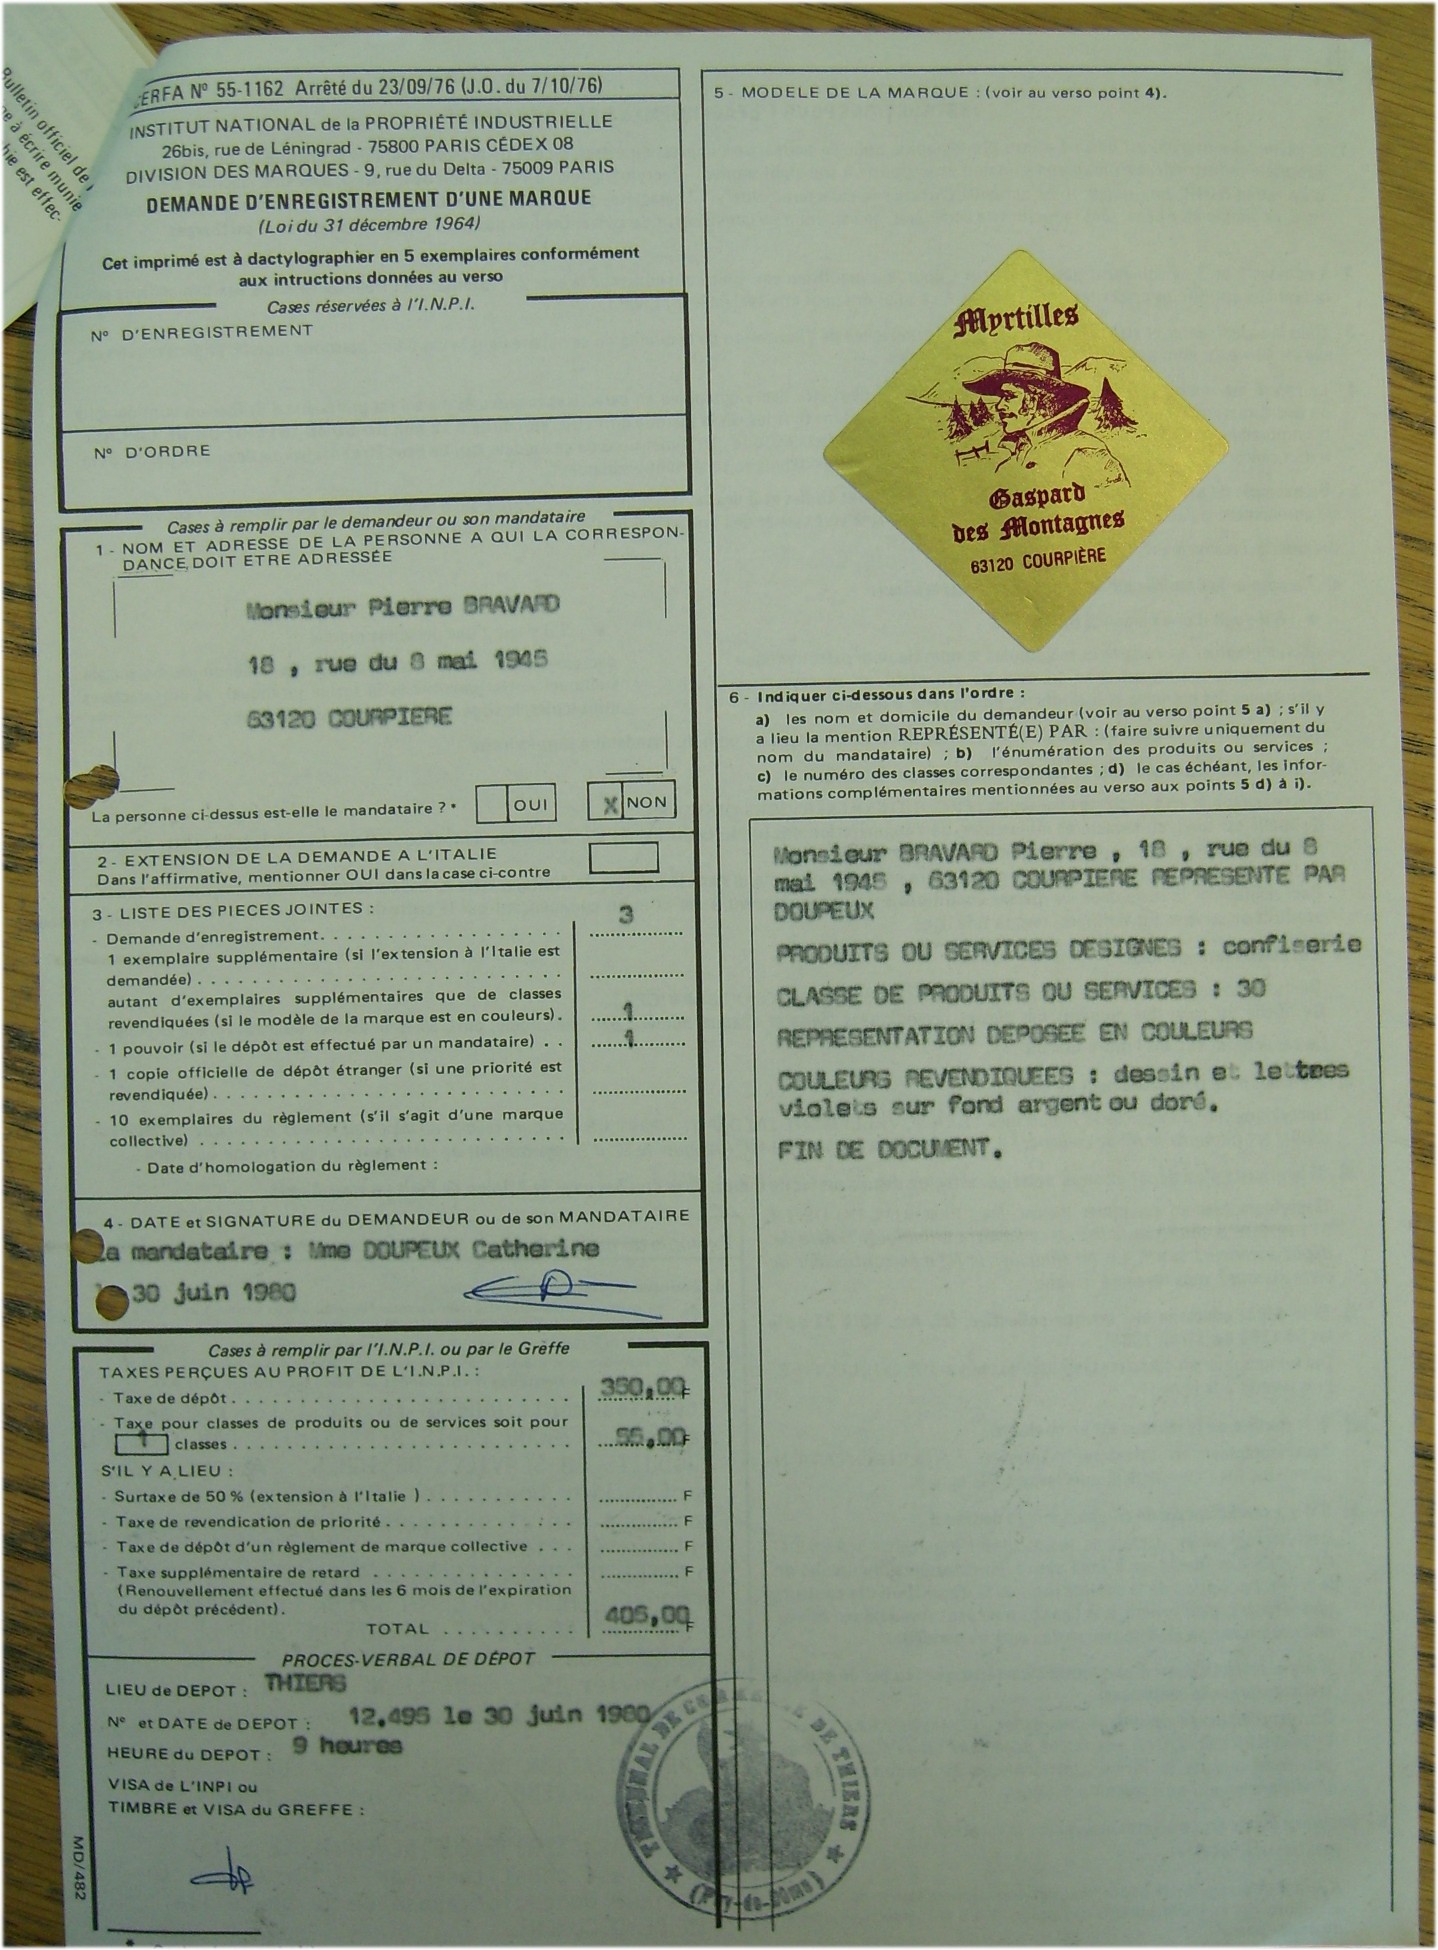 Bulletin officiel de
e à écrire munie
hie est effec-
CERFA Nº 55-1162 Arrêté du 23/09/76 (J.O. du 7/10/76)
INSTITUT NATIONAL de la PROPRIÉTÉ INDUSTRIELLE
26bis, rue de Léningrad - 75800 PARIS CÉDEX 08
DIVISION DES MARQUES - 9, rue du Delta - 75009 PARIS
DEMANDE D'ENREGISTREMENT D'UNE MARQUE
(Loi du 31 décembre 1964)
Cet imprimé est à dactylographier en 5 exemplaires conformément
aux intructions données au verso
Cases réservées à l'I.N.P.I.
Nº D'ENREGISTREMENT
Nº D'ORDRE
Cases à remplir par le demandeur ou son mandataire
1 - NOM ET ADRESSE DE LA PERSONNE A QUI LA CORRESPON-
DANCE DOIT ETRE ADRESSÉE
Monsieur Pierre BRAVARD
18 , rue du 8 mai 1945
63120 COURPIERE
La personne ci-dessus est-elle le mandataire ? • OUI X NON
2 - EXTENSION DE LA DEMANDE A L'ITALIE
Dans l'affirmative, mentionner OUI dans la case ci-contre
3 - LISTE DES PIECES JOINTES :
- Demande d'enregistrement. . . . . . . . . . . . . . . . . 3
1 exemplaire supplémentaire (si l'extension à l'Italie est
demandée) . . . . . . . . . . . . . . . . . . . . . . . . . .
autant d'exemplaires supplémentaires que de classes
revendiquées (si le modèle de la marque est en couleurs). 1
- 1 pouvoir (si le dépôt est effectué par un mandataire) . . 1
- 1 copie officielle de dépôt étranger (si une priorité est
revendiquée) . . . . . . . . . . . . . . . . . . . . . . . . .
- 10 exemplaires du règlement (s'il s'agit d'une marque
collective) . . . . . . . . . . . . . . . . . . . . . . . . . .
- Date d'homologation du règlement :
4 - DATE et SIGNATURE du DEMANDEUR ou de son MANDATAIRE
La mandataire : Mme DOUPEUX Catherine
30 juin 1980
Cases à remplir par l'I.N.P.I. ou par le Greffe
TAXES PERÇUES AU PROFIT DE L'I.N.P.I. :
- Taxe de dépôt . . . . . . . . . . . . . . . . . . . . . . . 350,00 F
- Taxe pour classes de produits ou de services soit pour
1 classes . . . . . . . . . . . . . . . . . . . . . . . 55,00 F
S'IL Y A LIEU :
- Surtaxe de 50 % (extension à l'Italie ) . . . . . . . . . . . F
- Taxe de revendication de priorité . . . . . . . . . . . . . . F
- Taxe de dépôt d'un règlement de marque collective . . . F
- Taxe supplémentaire de retard . . . . . . . . . . . . . . . F
(Renouvellement effectué dans les 6 mois de l'expiration
du dépôt précédent).
TOTAL . . . . . . . . . . 405,00 F
PROCES-VERBAL DE DÉPOT
LIEU de DEPOT : THIERS
Nº et DATE de DEPOT : 12.495 le 30 juin 1980
HEURE du DEPOT : 9 heures
VISA de L'INPI ou
TIMBRE et VISA du GREFFE :
MD/482
5 - MODELE DE LA MARQUE : (voir au verso point 4).
Myrtilles
Gaspard
des Montagnes
63120 COURPIÈRE
6 - Indiquer ci-dessous dans l'ordre :
a) les nom et domicile du demandeur (voir au verso point 5 a) ; s'il y
a lieu la mention REPRÉSENTÉ(E) PAR : (faire suivre uniquement du
nom du mandataire) ; b) l'énumération des produits ou services ;
c) le numéro des classes correspondantes ; d) le cas échéant, les infor-
mations complémentaires mentionnées au verso aux points 5 d) à i).
Monsieur BRAVARD Pierre , 18 , rue du 8
mai 1945 , 63120 COURPIERE REPRESENTE PAR
DOUPEUX
PRODUITS OU SERVICES DESIGNES : confiserie
CLASSE DE PRODUITS OU SERVICES : 30
REPRESENTATION DEPOSEE EN COULEURS
COULEURS REVENDIQUEES : dessin et lettres
violets sur fond argent ou doré.
FIN DE DOCUMENT.
TRIBUNAL DE COMMERCE DE THIERS
(Puy-de-Dôme)